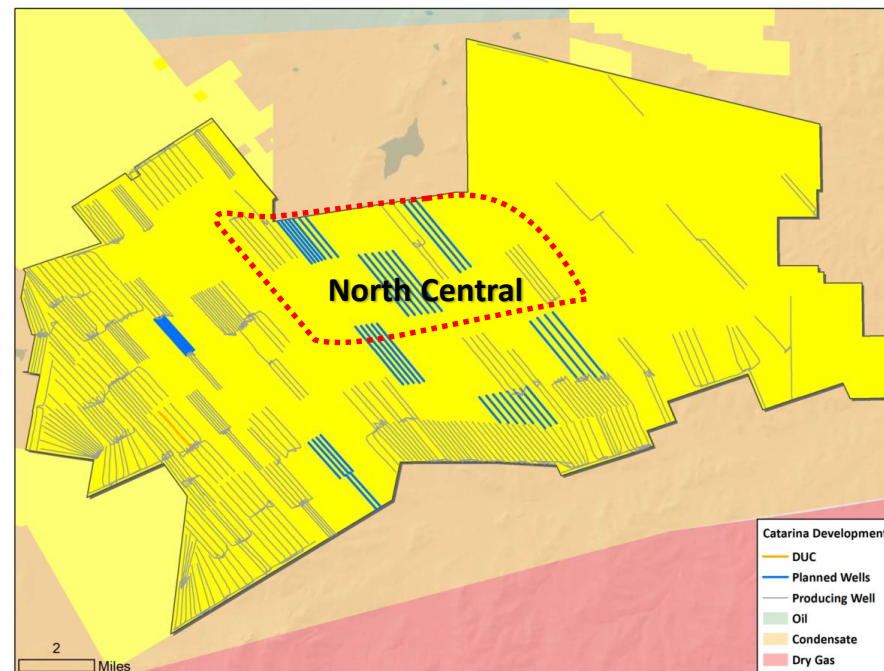 North Central
2
Miles
Catarina Development
DUC
Planned Wells
Producing Well
Oil
Condensate
Dry Gas